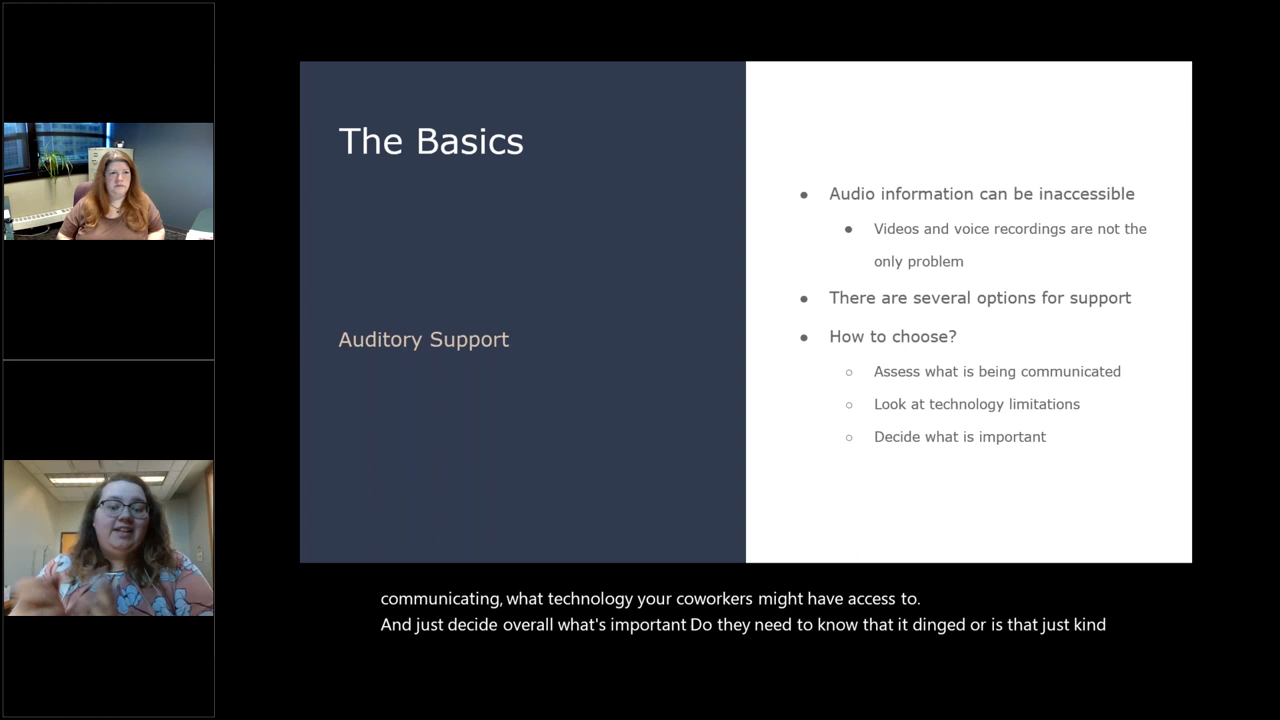 The Basics
Auditory Support
● Audio information can be inaccessible
● Videos and voice recordings are not the
only problem
● There are several options for support
● How to choose?
○ Assess what is being communicated
○ Look at technology limitations
○ Decide what is important
communicating, what technology your coworkers might have access to.
And just decide overall what's important Do they need to know that it dinged or is that just kind